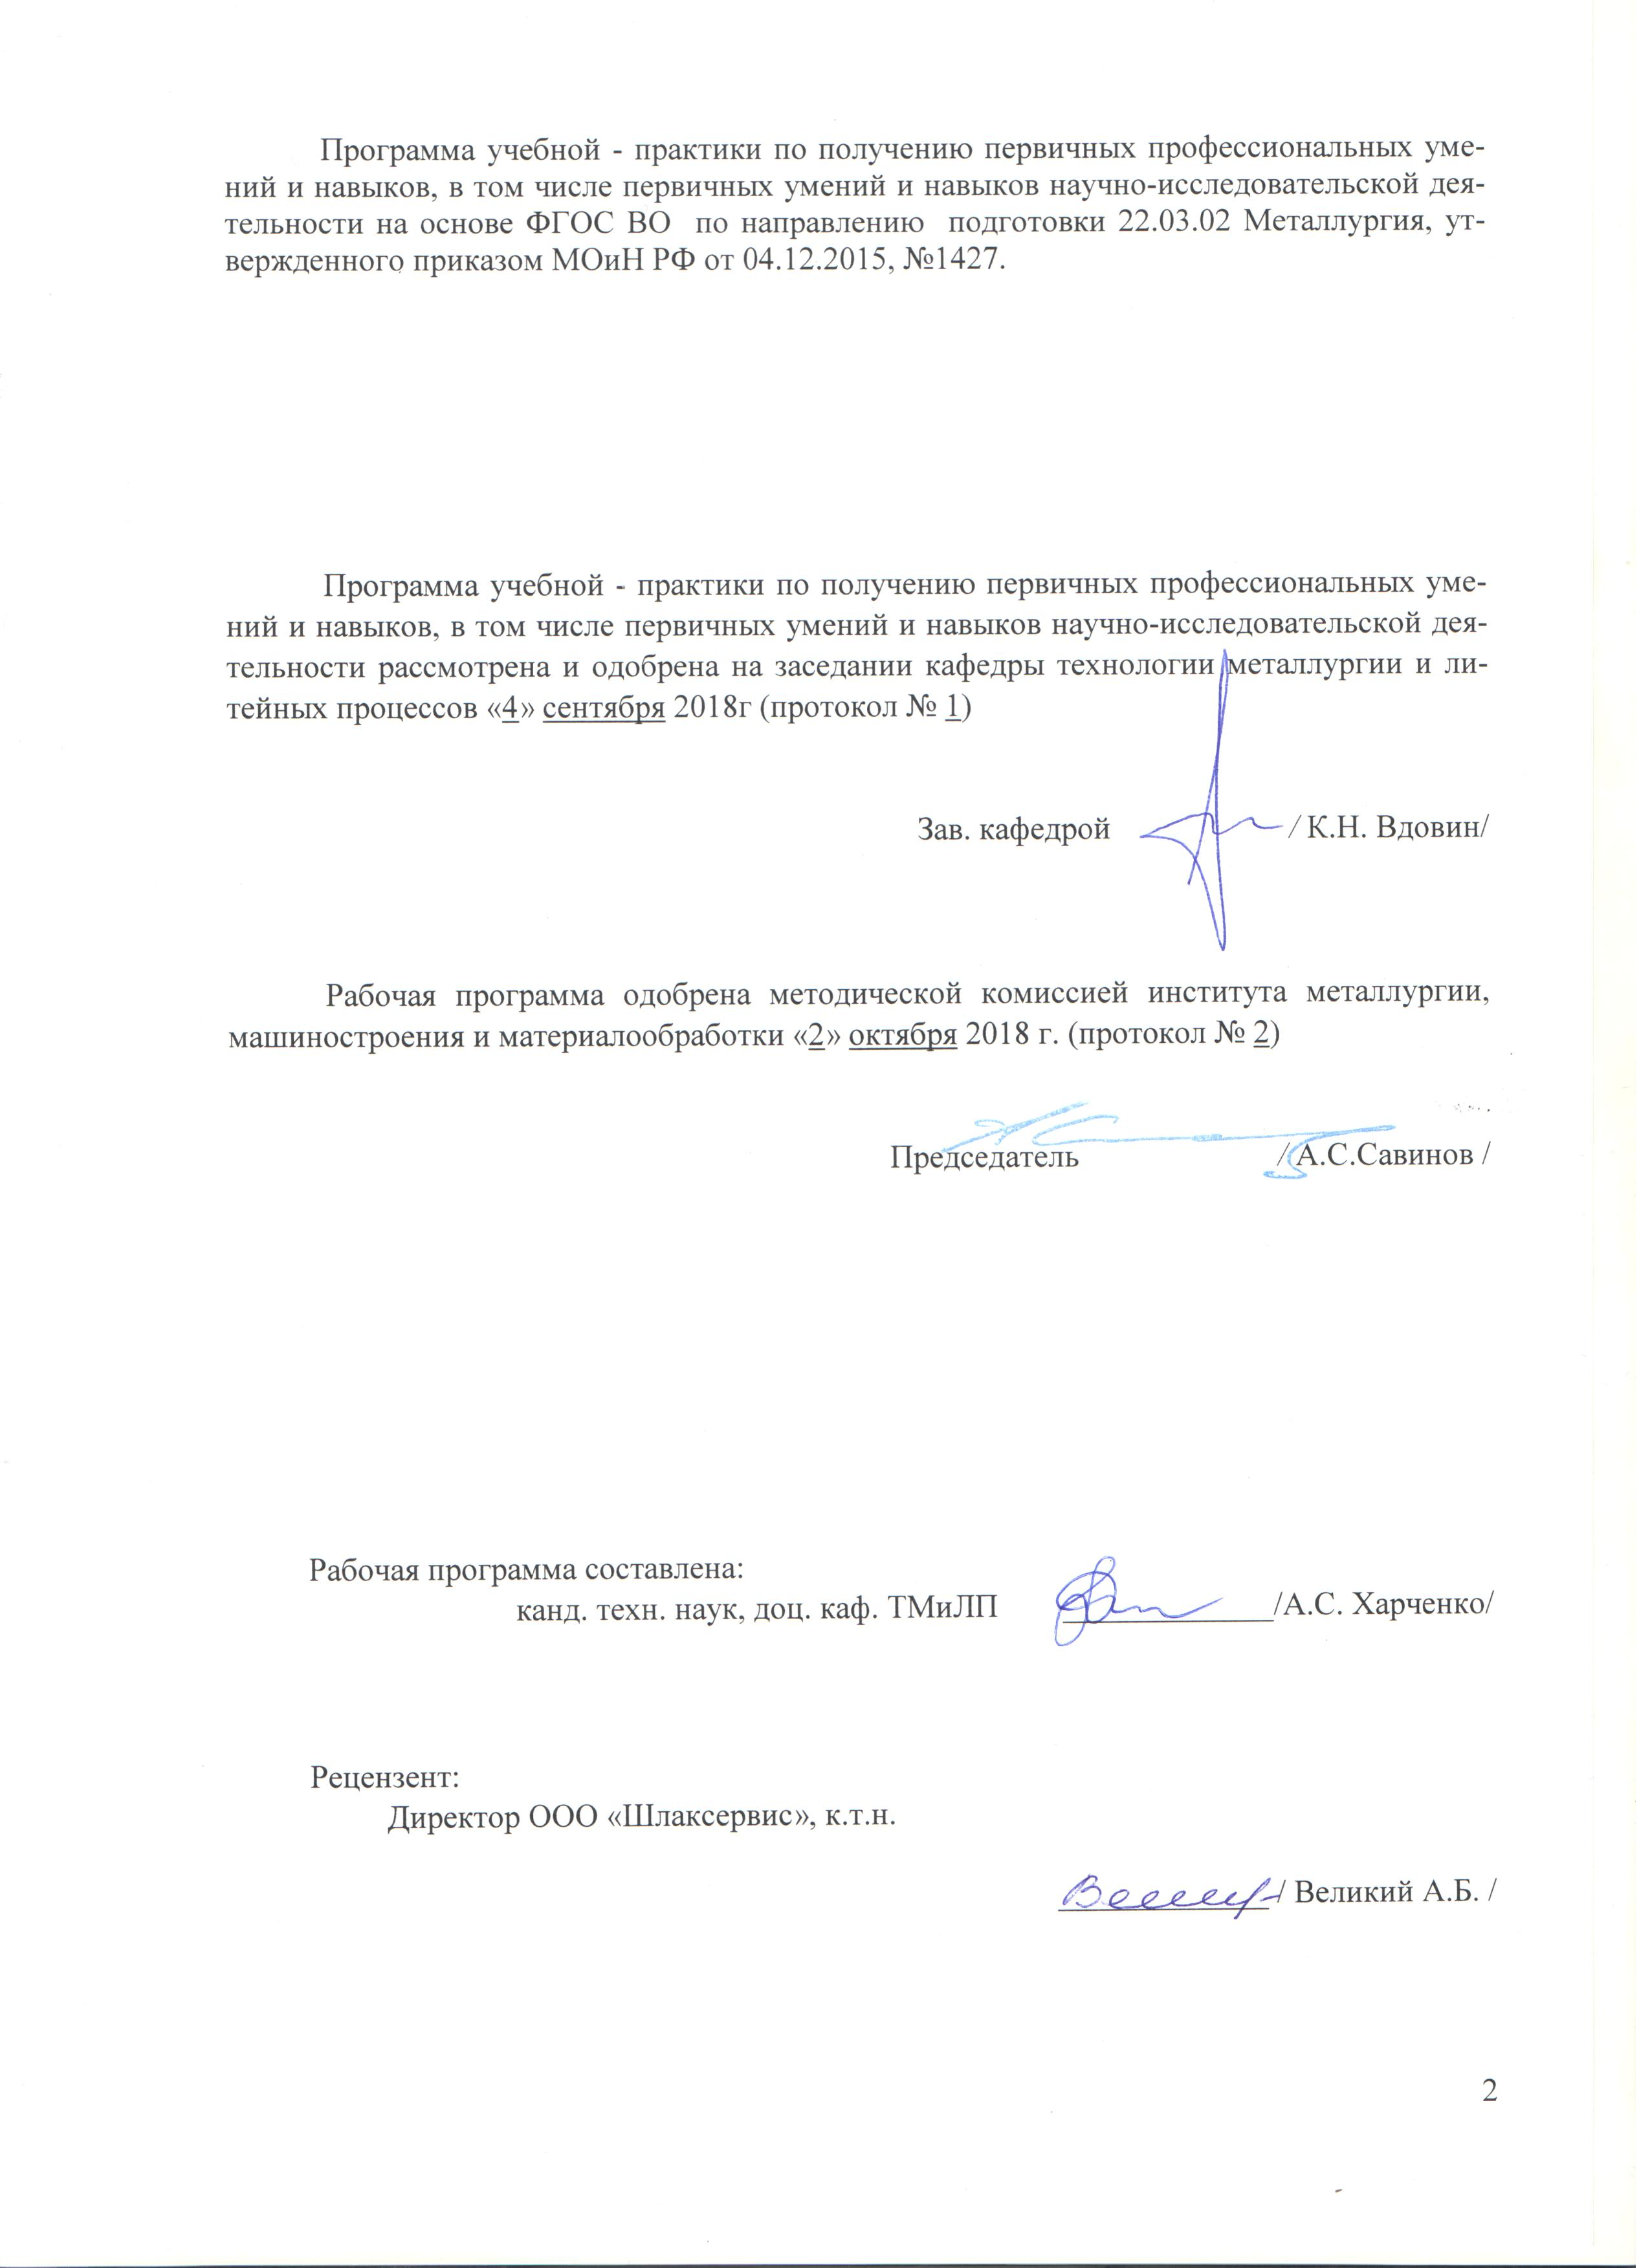 Программа учебной - практики по получению первичных профессиональных уме-
ний и навыков, в том числе первичных умений и навыков научно-исследовательской дея-
тельности на основе ФГОС ВО по направлению подготовки 22.03.02 Металлургия, ут-
вержденного приказом МОиН РФ от 04.12.2015, №1427.
Программа учебной - практики по получению первичных профессиональных уме-
ний и навыков, в том числе первичных умений и навыков научно-исследовательской дея-
тельности рассмотрена и одобрена на заседании кафедры технологии металлургии и ли-
тейных процессов «4» сентября 2018г (протокол № 1)
Зав. кафедрой / К.Н. Вдовин/
Рабочая программа одобрена методической комиссией института металлургии,
машиностроения и материалообработки «2» октября 2018 г. (протокол № 2)
Председатель / А.С.Савинов /
Рабочая программа составлена:
канд. техн. наук, доц. каф. ТМиЛП /А.С. Харченко/
Рецензент:
Директор ООО «Шлаксервис», к.т.н.
/ Великий А.Б. /
2